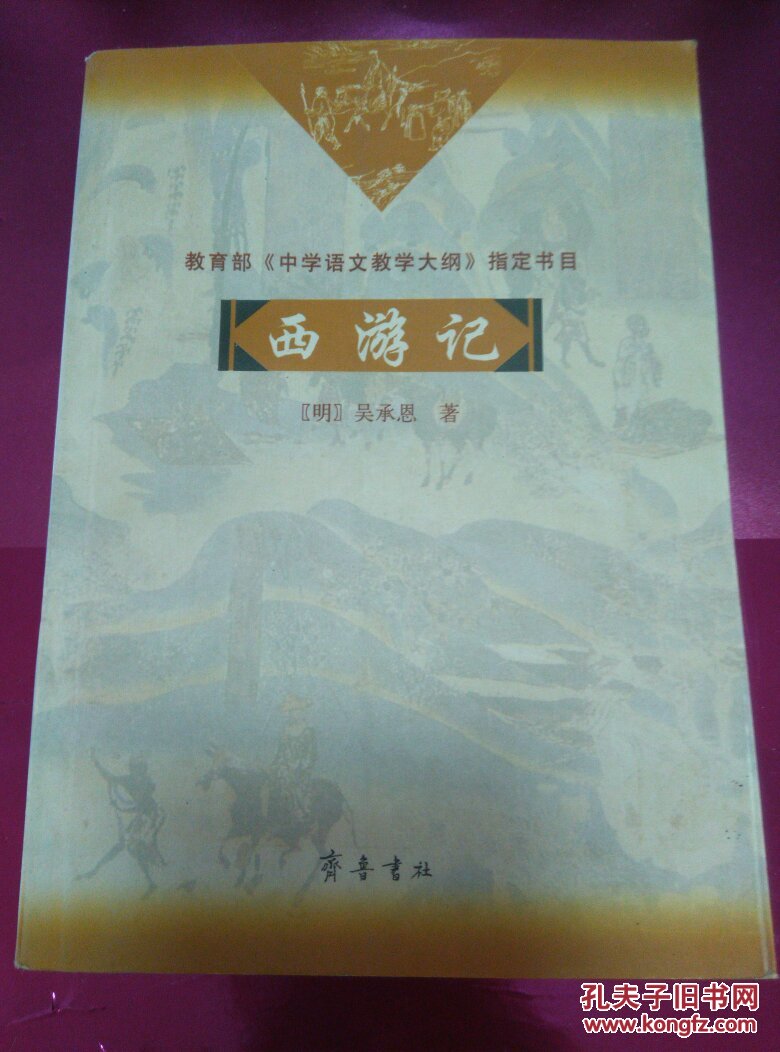 教育部《中学语文教学大纲》指定书目
西游记
〖明〗吴承恩 著
齊鲁書社
孔夫子旧书网
www.kongfz.com